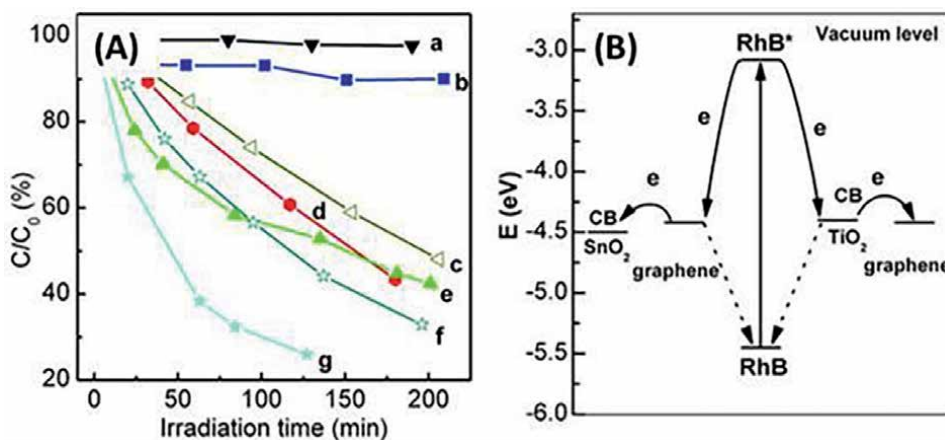 (A)
100
80
60
40
20
C/C₀ (%)
0 50 100 150 200
Irradiation time (min)
a
b
c
d
e
f
g
(B)
Vacuum level
RhB*
-3.0
-3.5
-4.0
-4.5
-5.0
-5.5
-6.0
E (eV)
e e
e CB e
CB
SnO₂ TiO₂
graphene graphene
RhB